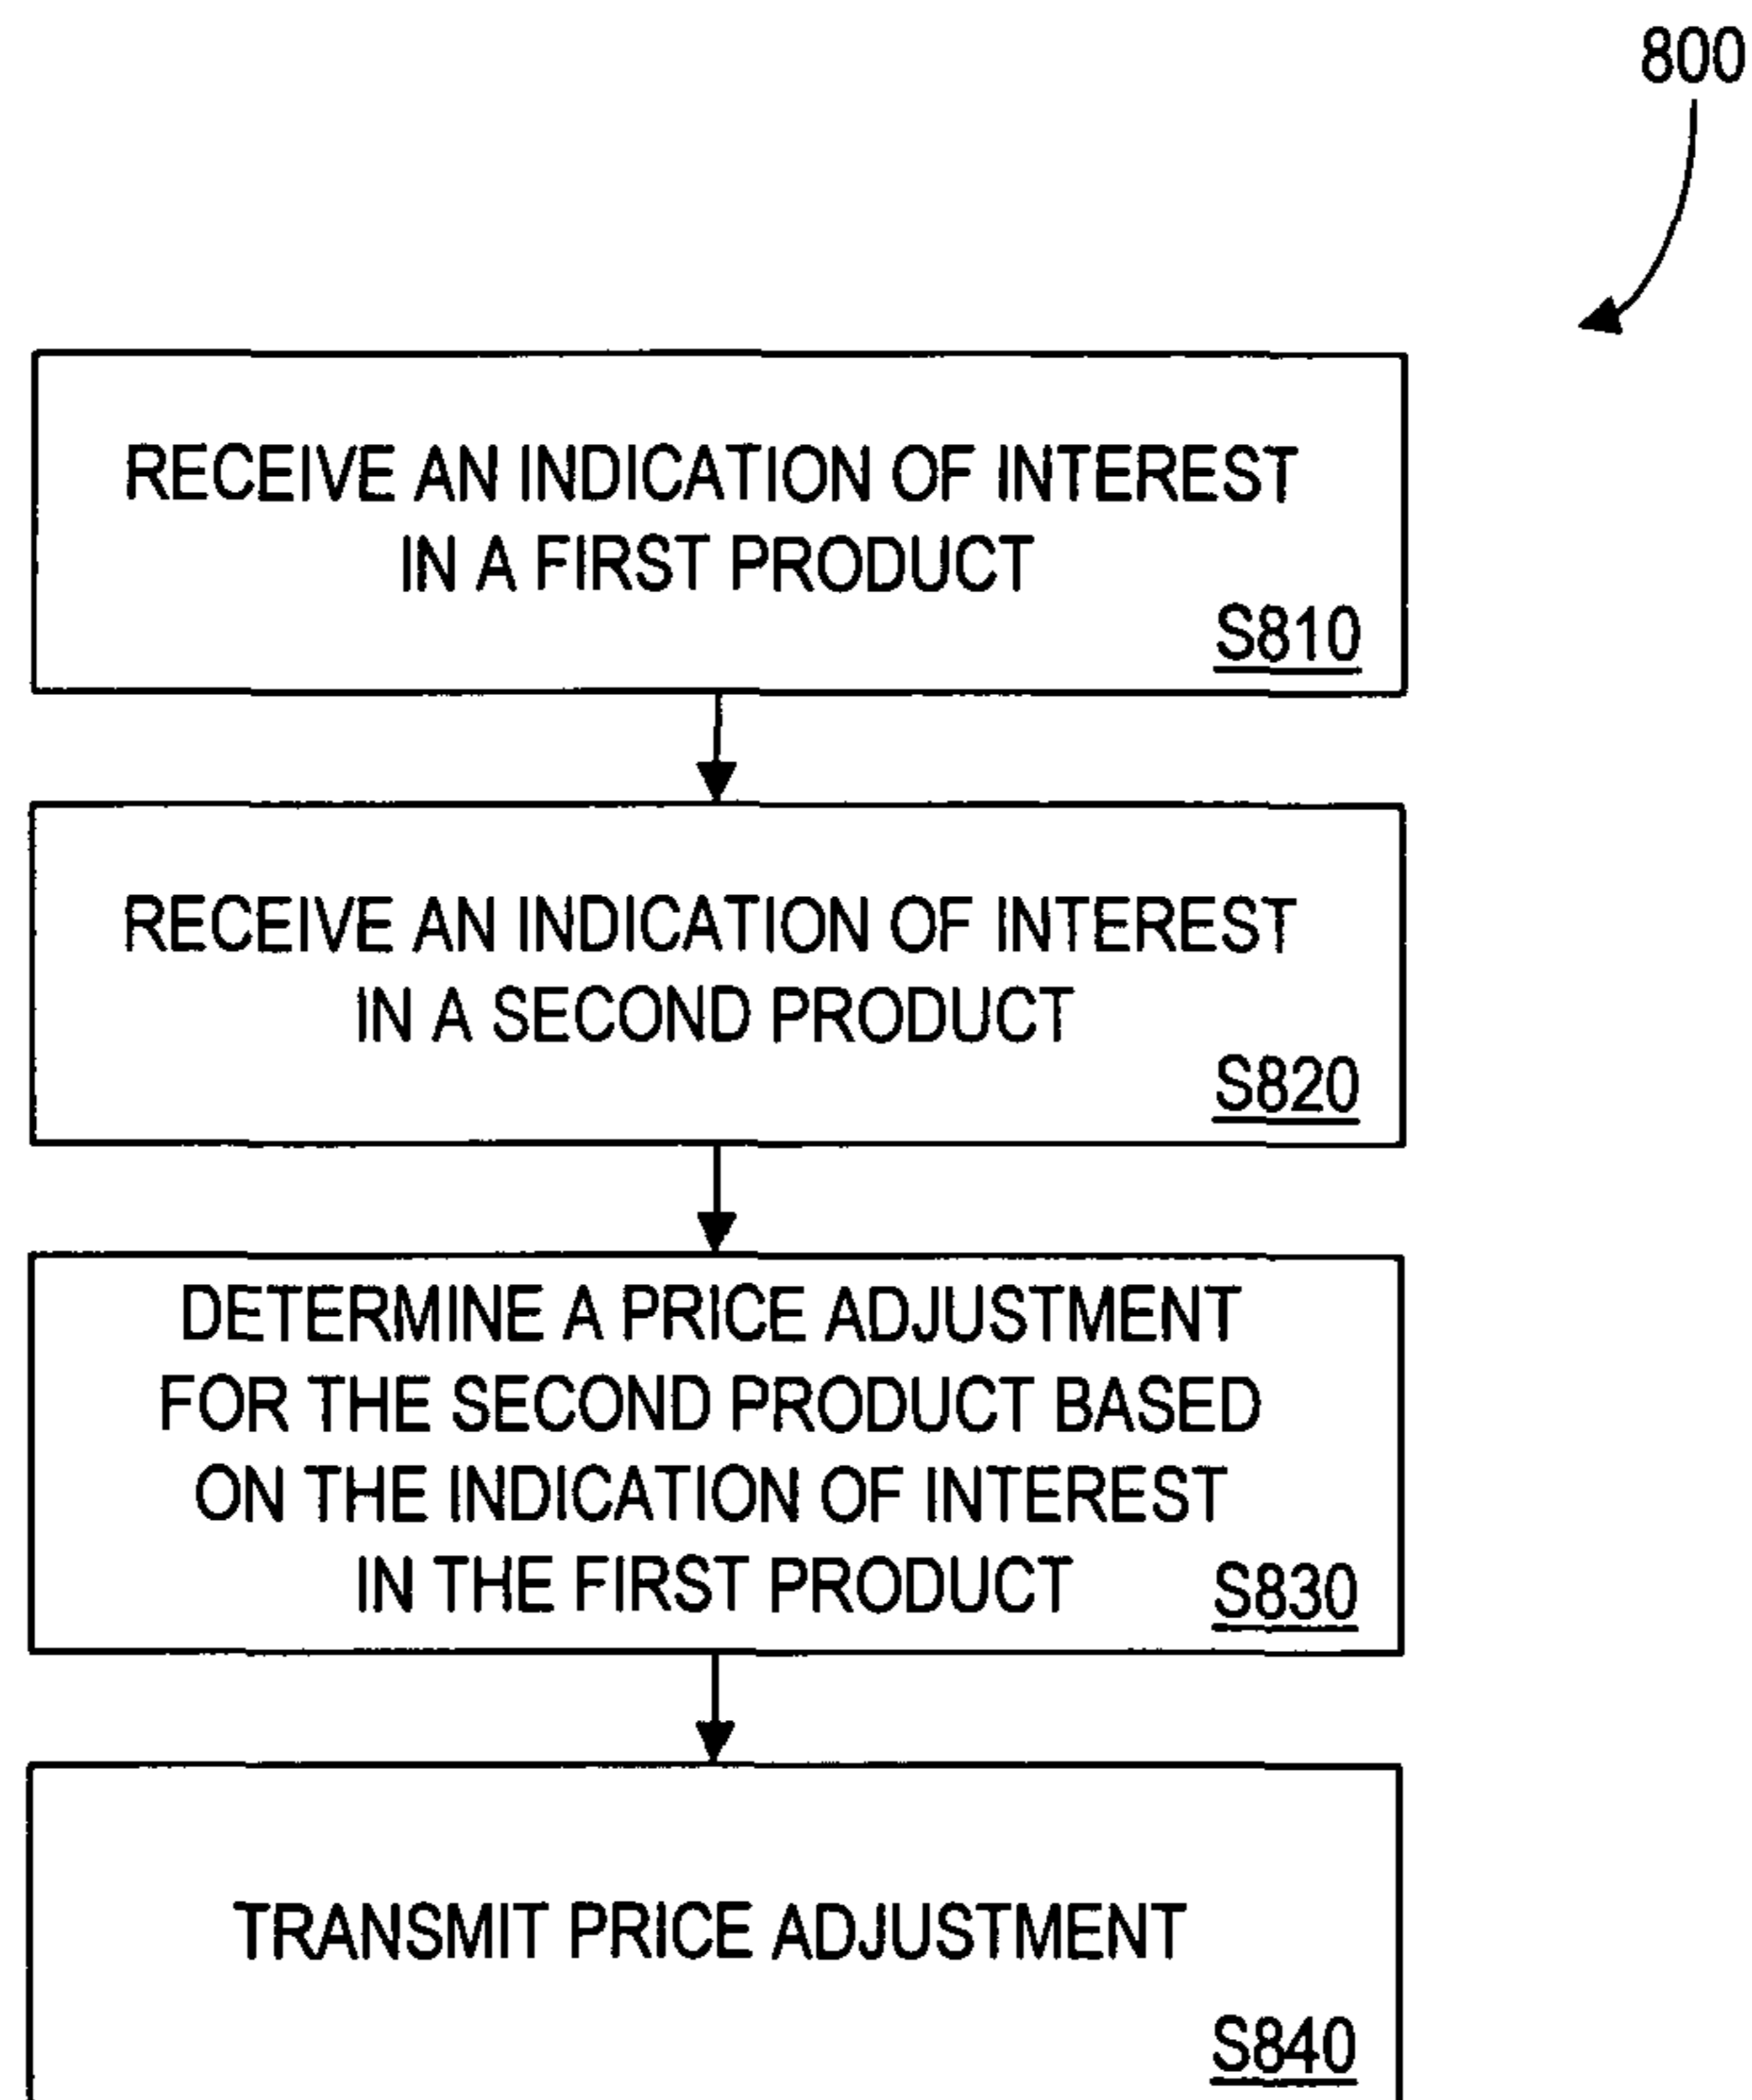 800
RECEIVE AN INDICATION OF INTEREST
IN A FIRST PRODUCT
S810
RECEIVE AN INDICATION OF INTEREST
IN A SECOND PRODUCT
S820
DETERMINE A PRICE ADJUSTMENT
FOR THE SECOND PRODUCT BASED
ON THE INDICATION OF INTEREST
IN THE FIRST PRODUCT
S830
TRANSMIT PRICE ADJUSTMENT
S840